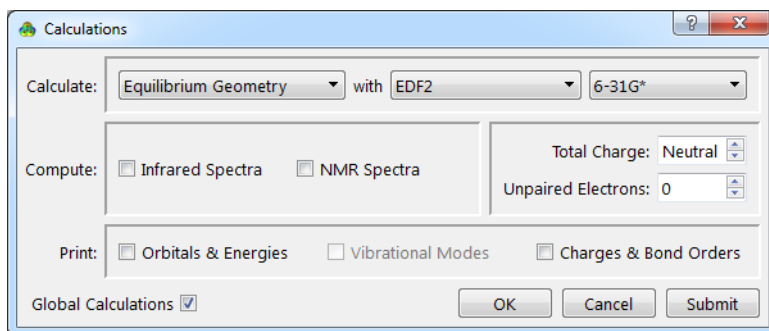 Calculations
?
X
Calculate: Equilibrium Geometry with EDF2 6-31G*
Compute: Infrared Spectra NMR Spectra
Total Charge: Neutral
Unpaired Electrons: 0
Print: Orbitals & Energies Vibrational Modes Charges & Bond Orders
Global Calculations OK Cancel Submit